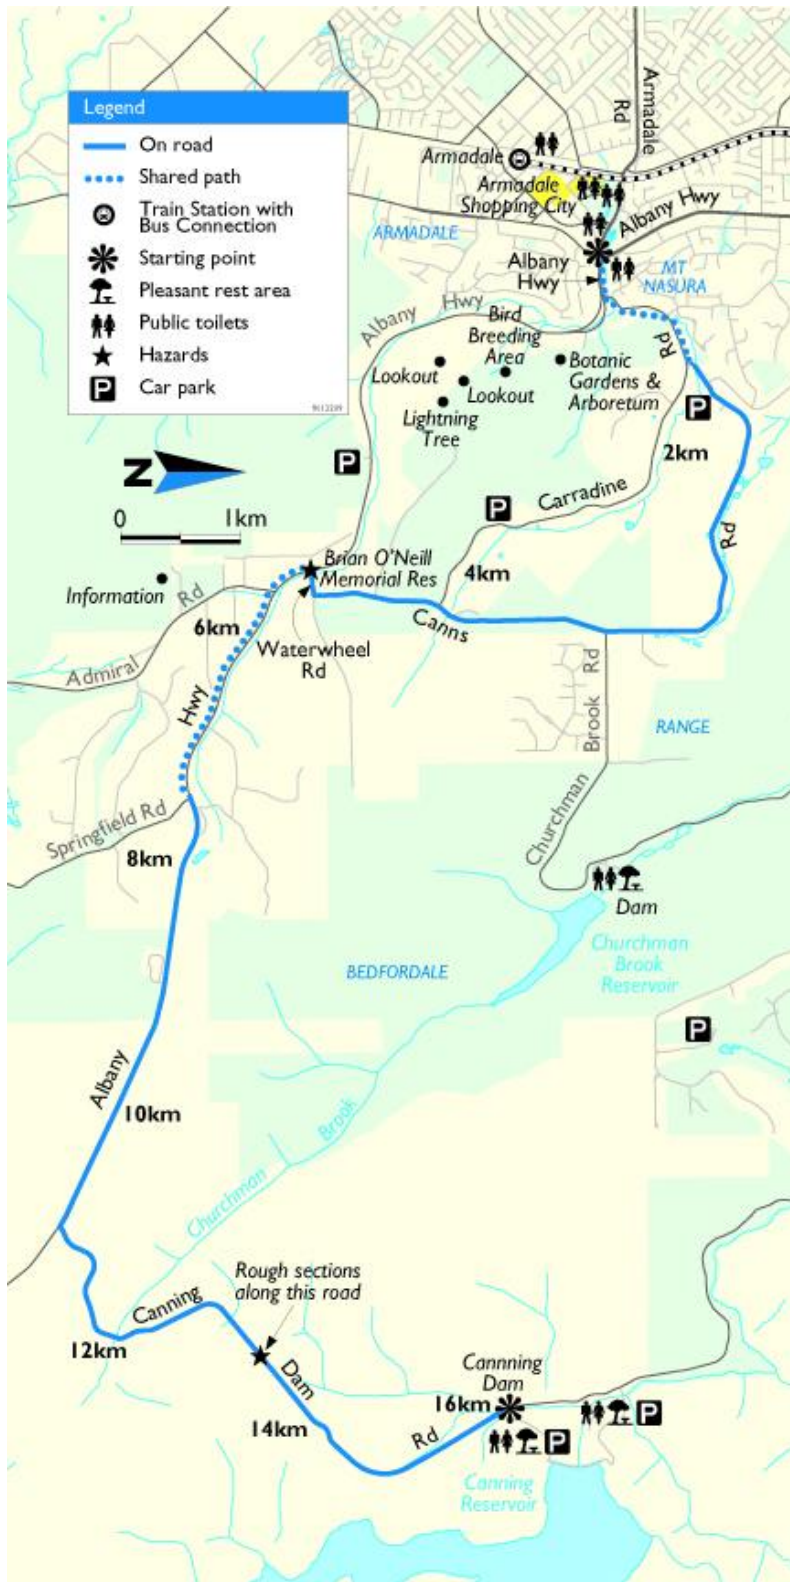 Legend
On road
Shared path
Train Station with
Bus Connection
Starting point
Pleasant rest area
Public toilets
Hazards
P
Car park
Armadale
Rd
Armadale
Armadale
Shopping City
Albany Hwy
ARMADALE
Albany
Hwy
MT
NASURA
Albany Hwy
Bird
Breeding
Area
Rd
Lookout
Lookout
Botanic
Gardens &
Arboretum
Lightning
Tree
P
2km
P
N
0 1km
P
Carradine
Rd
4km
Brian O'Neill
Memorial Res
Information
Rd
6km
Canns
Waterwheel
Rd
Admiral
Hwy
Brook Rd
RANGE
Springfield Rd
8km
Churchman
Dam
Churchman
Brook
Reservoir
BEDFORDALE
P
Albany
10km
Brook
Churchman
Rough sections
along this road
Canning
12km
Dam
Cannning
Dam
16km
P
14km
Rd
P
Canning
Reservoir